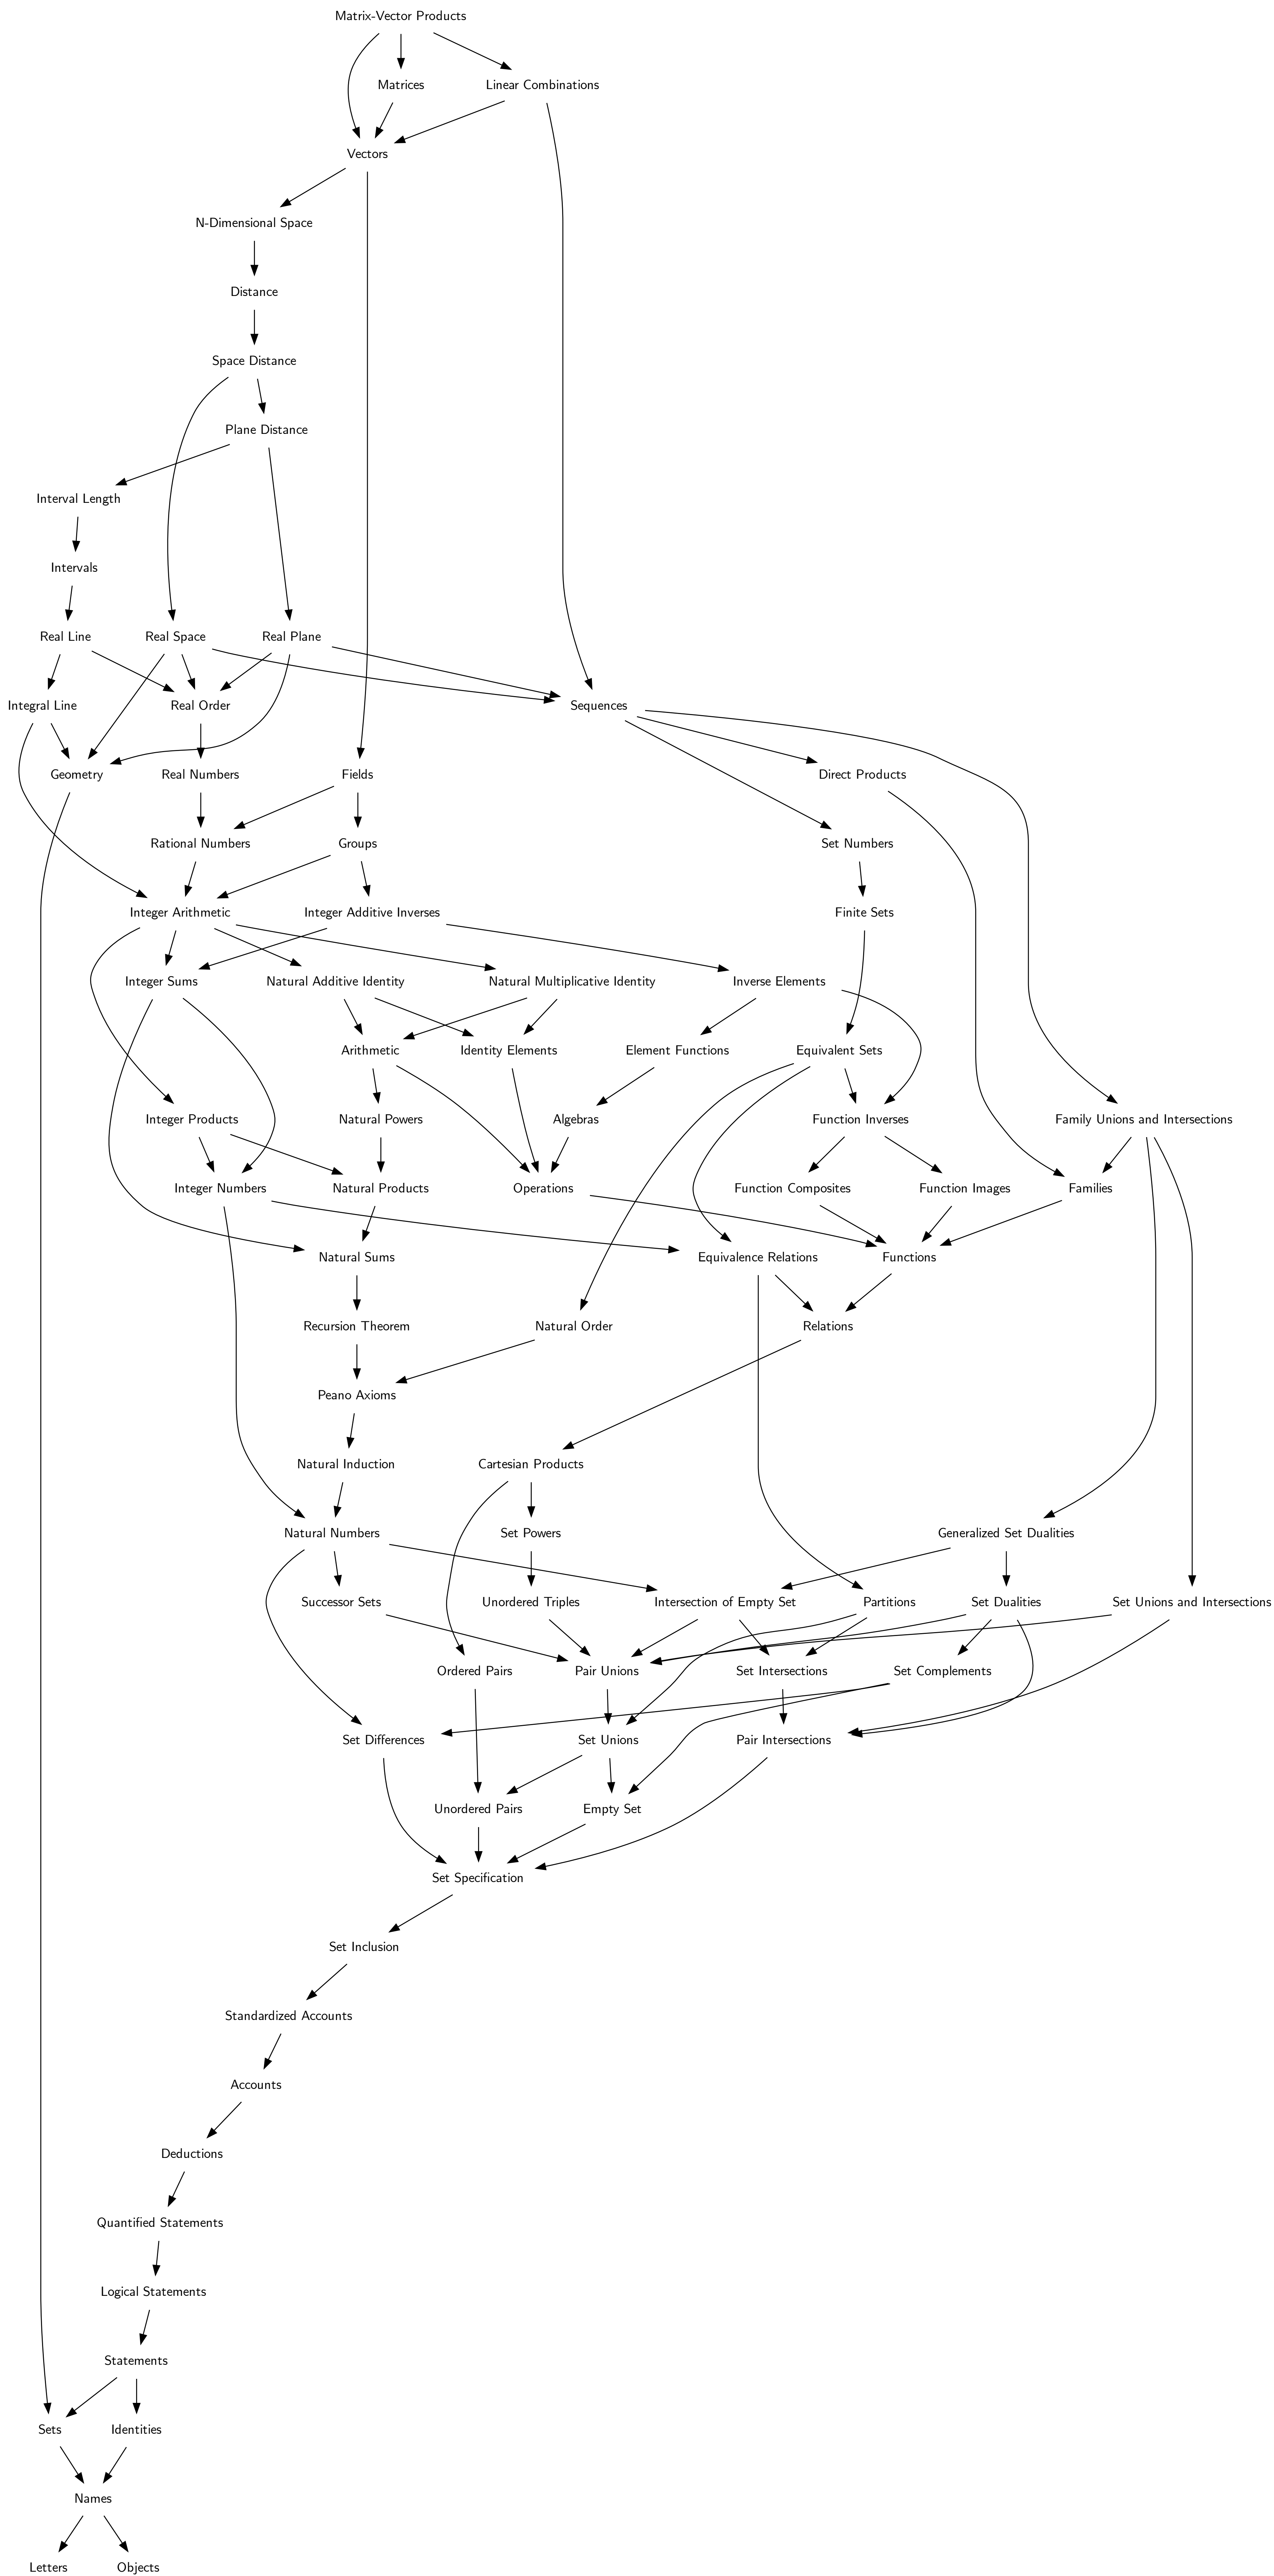 Matrix-Vector Products
Matrices
Linear Combinations
Vectors
N-Dimensional Space
Distance
Space Distance
Plane Distance
Interval Length
Intervals
Real Line
Real Space
Real Plane
Integral Line
Real Order
Sequences
Geometry
Real Numbers
Fields
Direct Products
Rational Numbers
Groups
Set Numbers
Integer Arithmetic
Integer Additive Inverses
Finite Sets
Integer Sums
Natural Additive Identity
Natural Multiplicative Identity
Inverse Elements
Arithmetic
Identity Elements
Element Functions
Equivalent Sets
Integer Products
Natural Powers
Algebras
Function Inverses
Family Unions and Intersections
Integer Numbers
Natural Products
Operations
Function Composites
Function Images
Families
Natural Sums
Equivalence Relations
Functions
Recursion Theorem
Natural Order
Relations
Peano Axioms
Natural Induction
Cartesian Products
Natural Numbers
Set Powers
Generalized Set Dualities
Successor Sets
Unordered Triples
Intersection of Empty Set
Partitions
Set Dualities
Set Unions and Intersections
Ordered Pairs
Pair Unions
Set Intersections
Set Complements
Set Differences
Set Unions
Pair Intersections
Unordered Pairs
Empty Set
Set Specification
Set Inclusion
Standardized Accounts
Accounts
Deductions
Quantified Statements
Logical Statements
Statements
Sets
Identities
Names
Letters
Objects